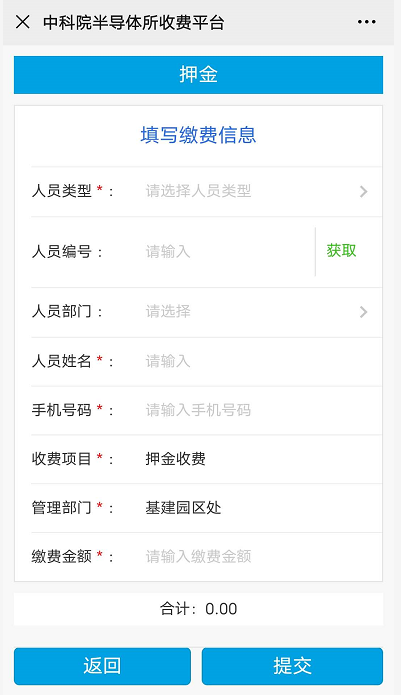 中科院半导体所收费平台
押金
填写缴费信息
人员类型*： 请选择人员类型
人员编号： 请输入 获取
人员部门： 请选择
人员姓名*： 请输入
手机号码*： 请输入手机号码
收费项目*： 押金收费
管理部门*： 基建园区处
缴费金额*： 请输入缴费金额
合计：0.00
返回 提交